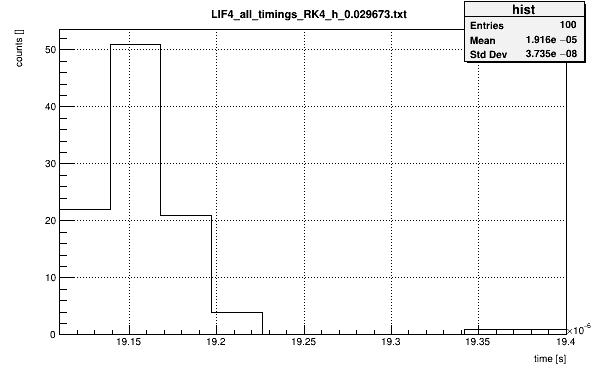 LIF4_all_timings_RK4_h_0.029673.txt
hist
Entries 100
Mean 1.916e −05
Std Dev 3.735e −08
counts []
50
40
30
20
10
0
19.15 19.2 19.25 19.3 19.35 19.4
×10⁻⁶
time [s]